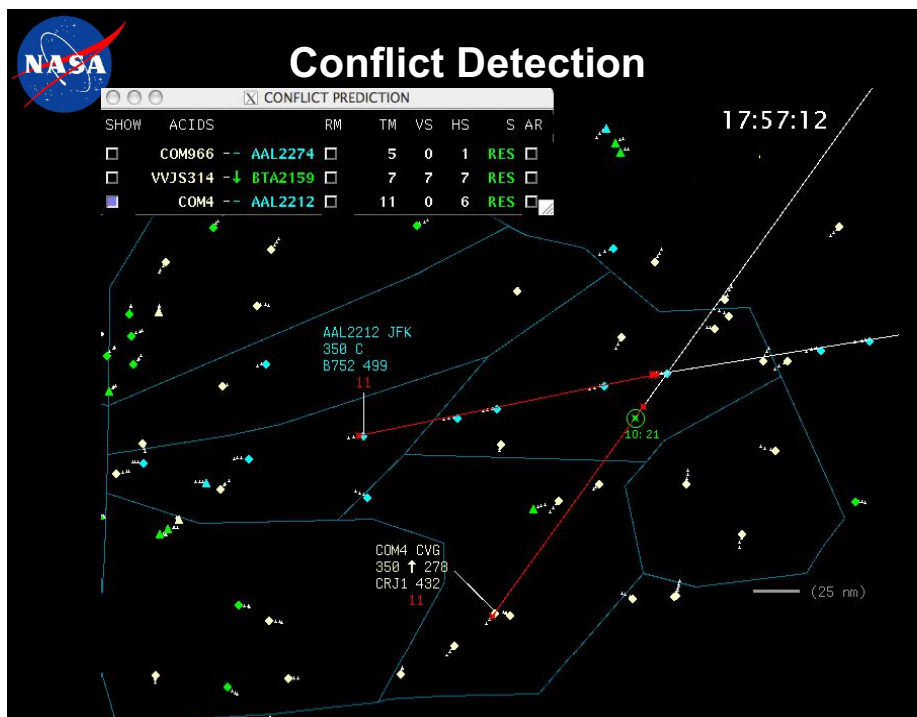 NASA
Conflict Detection
X CONFLICT PREDICTION
SHOW ACIDS RM TM VS HS S AR
COM966 -- AAL2274 5 0 1 RES
VVJS314 -↓ BTA2159 7 7 7 RES
COM4 -- AAL2212 11 0 6 RES
17:57:12
AAL2212 JFK
350 C
B752 499
11
10:21
COM4 CVG
350 ↑ 278
CRJ1 432
11
(25 nm)